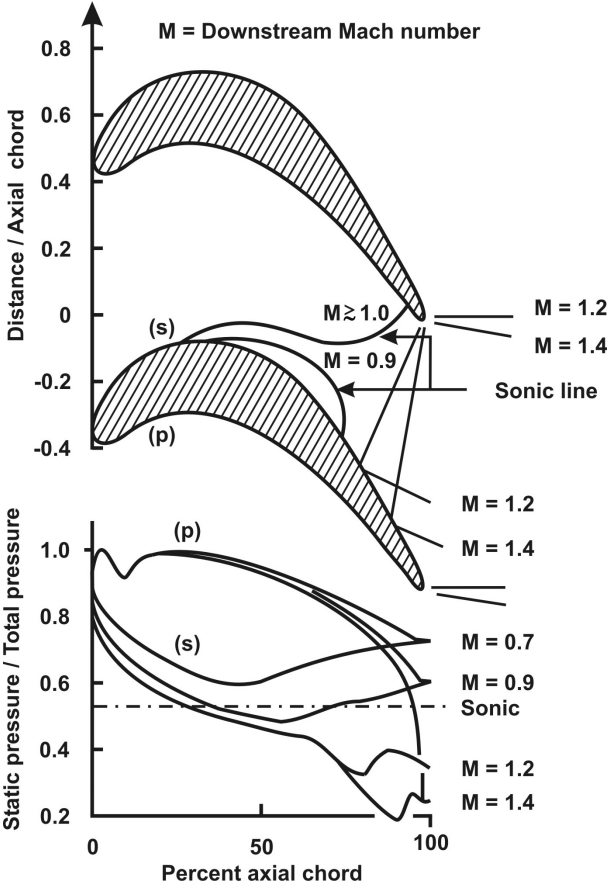 M = Downstream Mach number
Distance / Axial chord
0.8
0.6
0.4
0.2
0
-0.2
-0.4
(s)
M ≳ 1.0
M = 0.9
(p)
M = 1.2
M = 1.4
Sonic line
M = 1.2
M = 1.4
Static pressure / Total pressure
1.0
0.8
0.6
0.4
0.2
(p)
(s)
M = 0.7
M = 0.9
Sonic
M = 1.2
M = 1.4
0
50
100
Percent axial chord